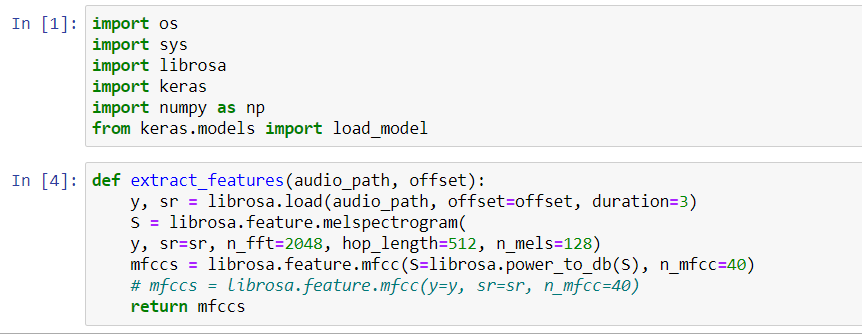 In [1]: import os
import sys
import librosa
import keras
import numpy as np
from keras.models import load_model
In [4]: def extract_features(audio_path, offset):
    y, sr = librosa.load(audio_path, offset=offset, duration=3)
    S = librosa.feature.melspectrogram(
    y, sr=sr, n_fft=2048, hop_length=512, n_mels=128)
    mfccs = librosa.feature.mfcc(S=librosa.power_to_db(S), n_mfcc=40)
    # mfccs = librosa.feature.mfcc(y=y, sr=sr, n_mfcc=40)
    return mfccs